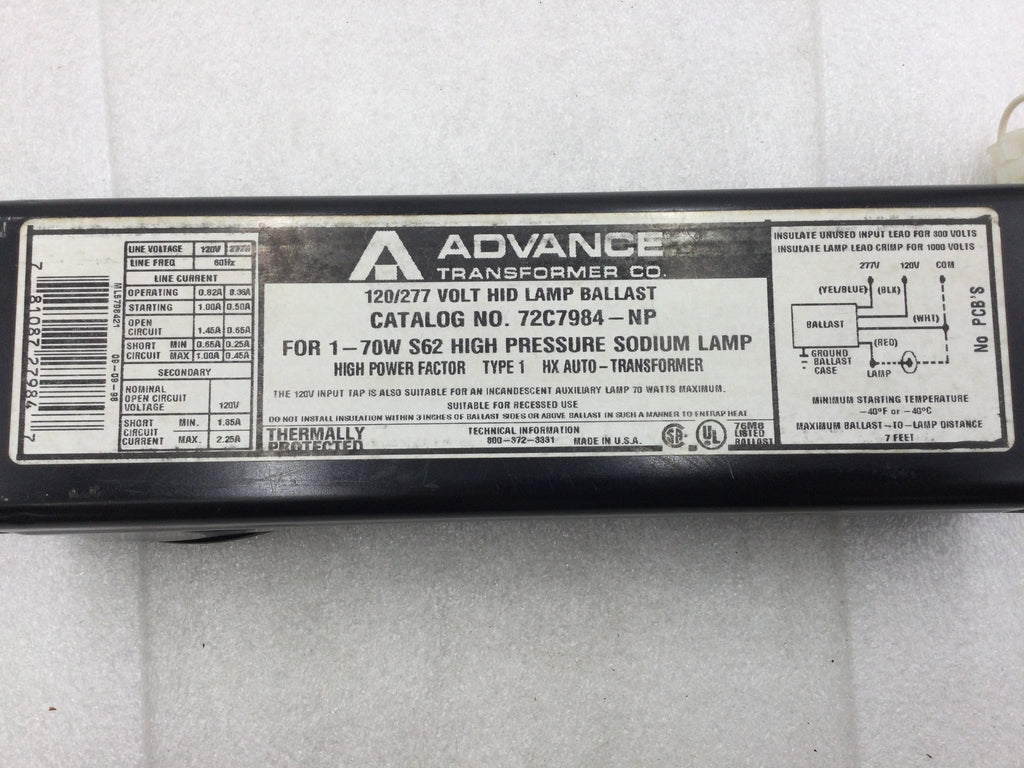 7 81087 27984 7
ML5798421 09-09-98
LINE VOLTAGE 120V 277V
LINE FREQ 60Hz
LINE CURRENT
OPERATING 0.82A 0.36A
STARTING 1.00A 0.50A
OPEN CIRCUIT 1.45A 0.65A
SHORT CIRCUIT MIN 0.65A 0.25A
MAX 1.00A 0.45A
SECONDARY
NOMINAL OPEN CIRCUIT VOLTAGE 120V
SHORT CIRCUIT CURRENT MIN. 1.85A
MAX. 2.25A
ADVANCE
TRANSFORMER CO.
120/277 VOLT HID LAMP BALLAST
CATALOG NO. 72C7984-NP
FOR 1-70W S62 HIGH PRESSURE SODIUM LAMP
HIGH POWER FACTOR TYPE 1 HX AUTO-TRANSFORMER
THE 120V INPUT TAP IS ALSO SUITABLE FOR AN INCANDESCENT AUXILIARY LAMP 70 WATTS MAXIMUM.
SUITABLE FOR RECESSED USE
DO NOT INSTALL INSULATION WITHIN 3 INCHES OF BALLAST SIDES OR ABOVE BALLAST IN SUCH A MANNER TO ENTRAP HEAT
THERMALLY PROTECTED
TECHNICAL INFORMATION
800-372-3331 MADE IN U.S.A.
SA
UL
76M8
LISTED
BALLAST
INSULATE UNUSED INPUT LEAD FOR 300 VOLTS
INSULATE LAMP LEAD CRIMP FOR 1000 VOLTS
277V 120V COM
(YEL/BLUE) (BLK)
BALLAST
(WHT)
(RED)
GROUND
BALLAST
CASE
LAMP
No PCB'S
MINIMUM STARTING TEMPERATURE
-40°F or -40°C
MAXIMUM BALLAST-TO-LAMP DISTANCE
7 FEET